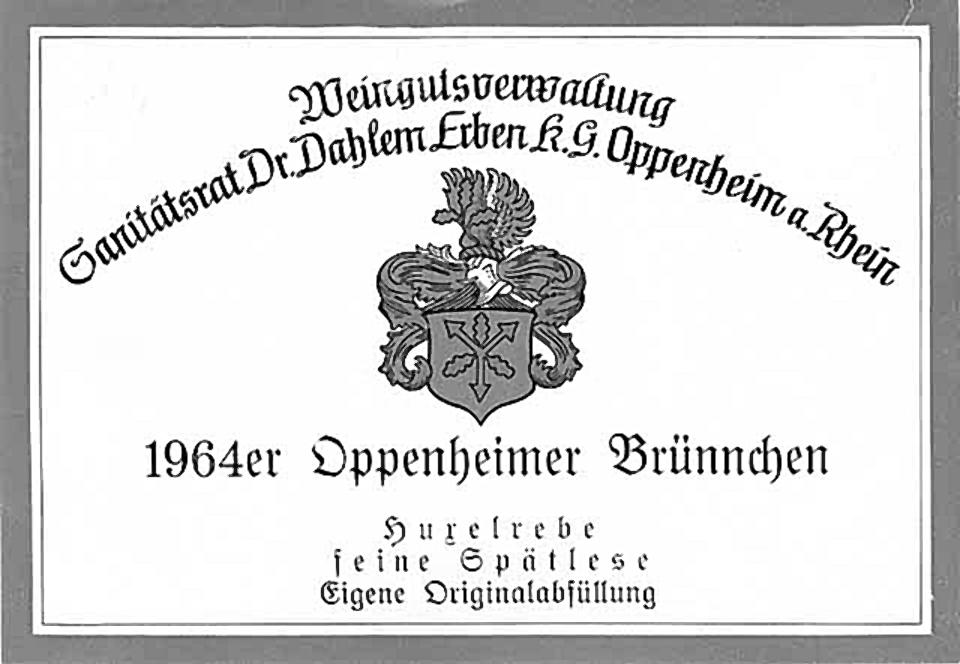 Weingutsverwaltung
Sanitätsrat Dr. Dahlem Erben K.G. Oppenheim a. Rhein
1964er Oppenheimer Brünnchen
Huxelrebe
feine Spätlese
Eigene Originalabfüllung